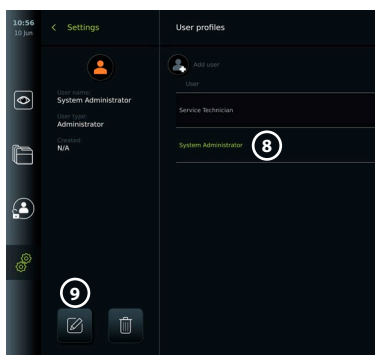 10:56
10 Jun
Settings
User profiles
Add user
User
User name:
System Administrator
User type:
Administrator
Created:
N/A
Service Technician
System Administrator
8
9